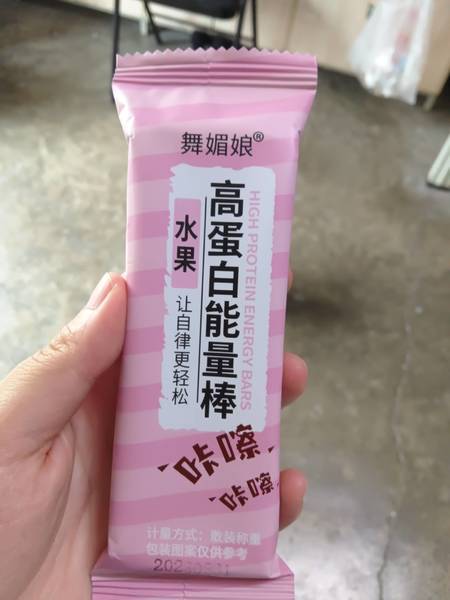 舞媚娘®
高蛋白能量棒
HIGH PROTEIN ENERGY BARS
水果
让自律更轻松
咔嚓
咔嚓
计量方式：散装称重
包装图案仅供参考